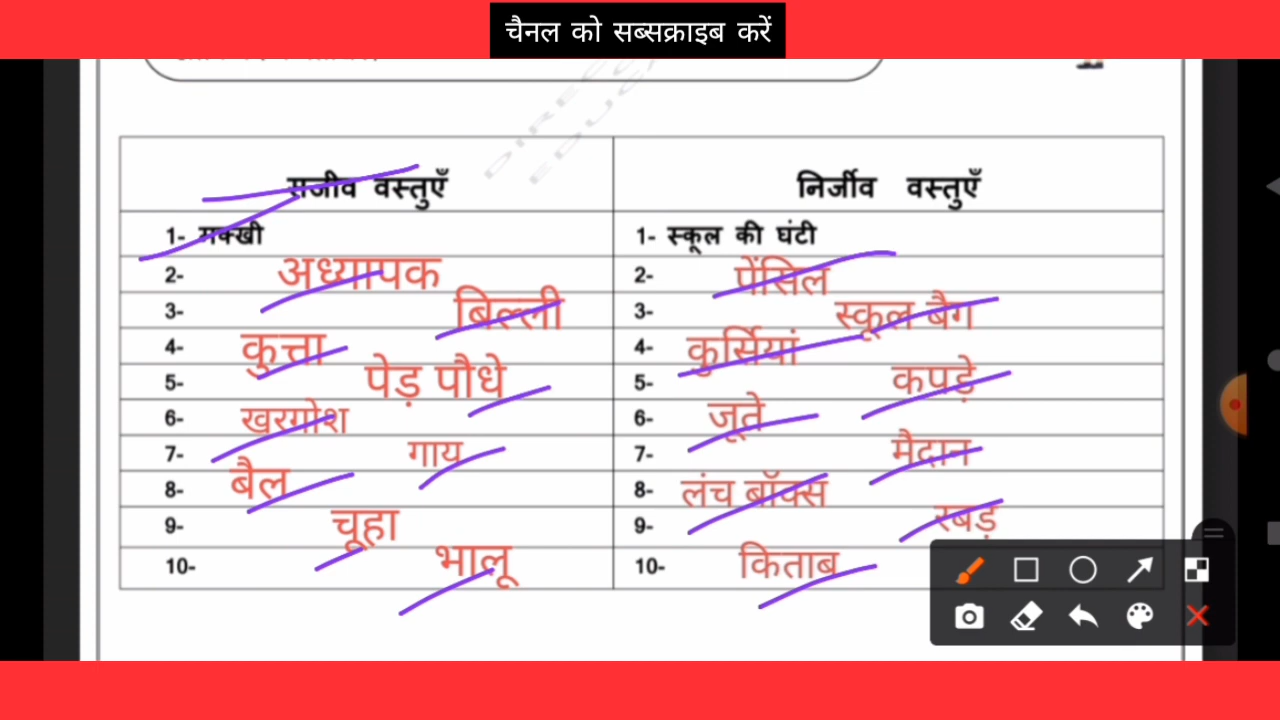 चैनल को सब्सक्राइब करें
सजीव वस्तुएँ निर्जीव वस्तुएँ
1- मक्खी 1- स्कूल की घंटी
2- अध्यापक 2- पेंसिल
3- बिल्ली 3- स्कूल बैग
4- कुत्ता 4- कुर्सियां
5- पेड़ पौधे 5- कपड़े
6- खरगोश 6- जूते
7- गाय 7- मैदान
8- बैल 8- लंच बॉक्स
9- चूहा 9- रबड़
10- भालू 10- किताब